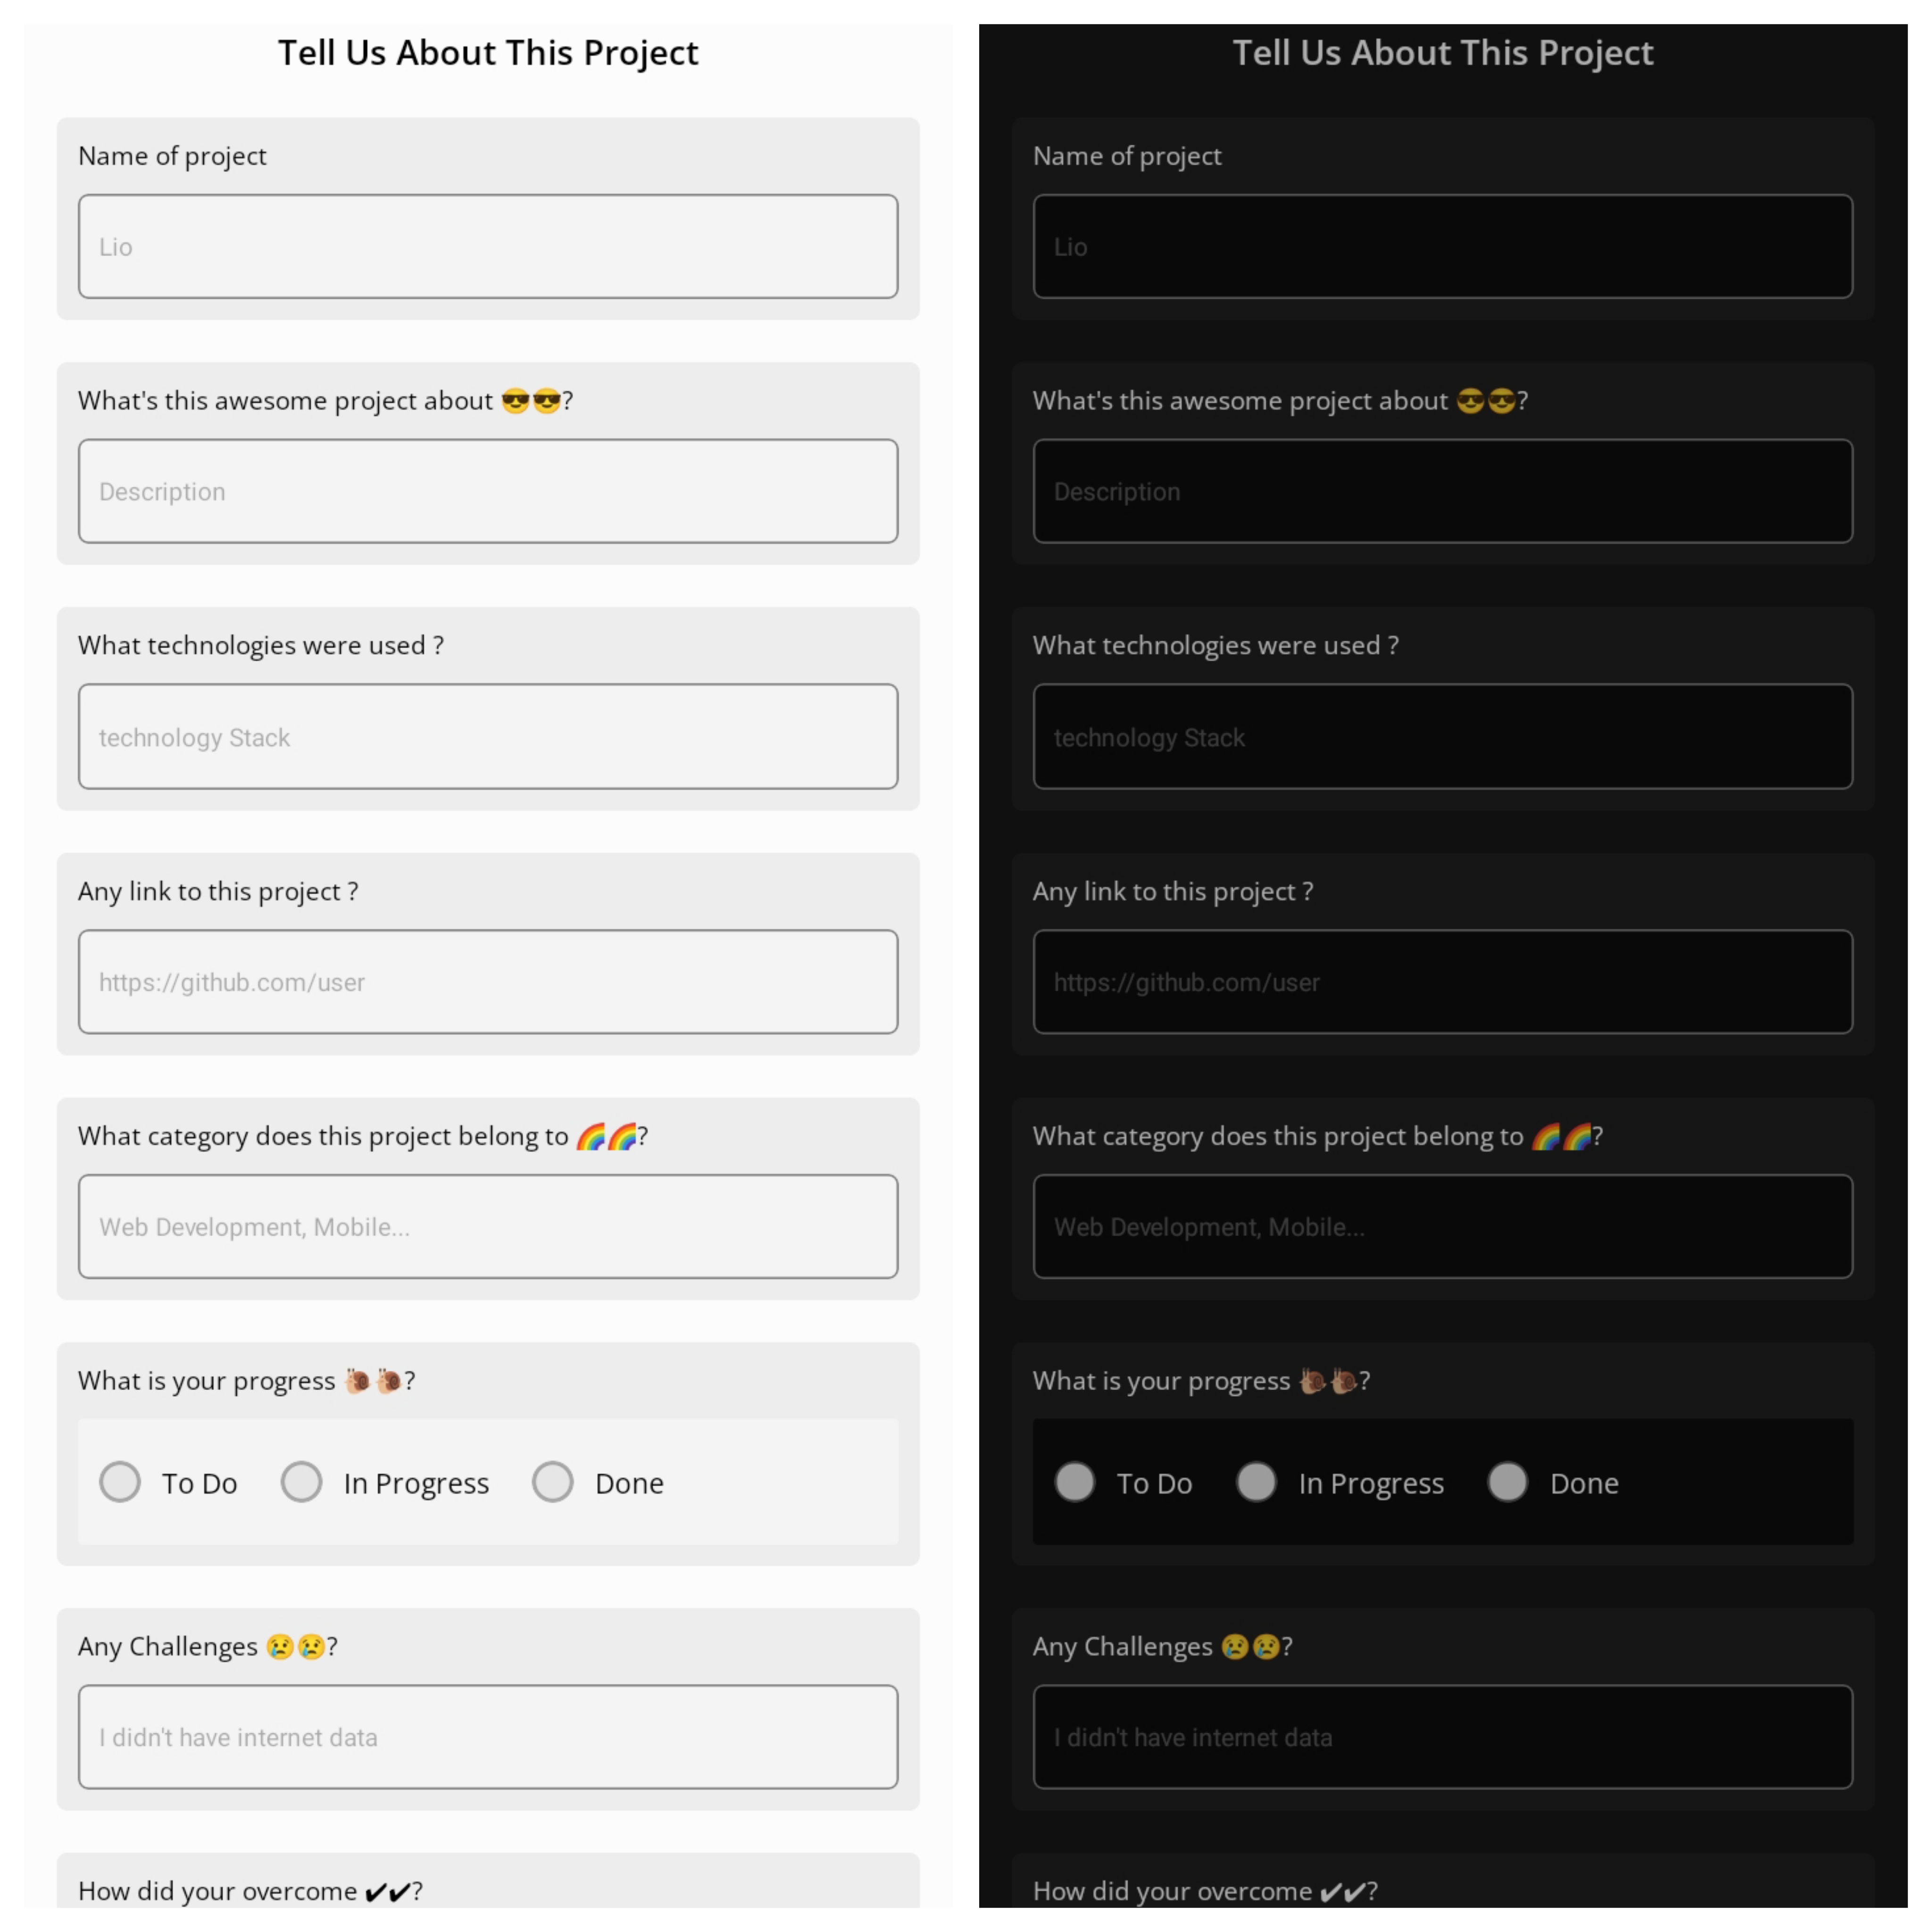 Tell Us About This Project
Name of project
Lio
What's this awesome project about 😎😎?
Description
What technologies were used ?
technology Stack
Any link to this project ?
https://github.com/user
What category does this project belong to 🌈🌈?
Web Development, Mobile...
What is your progress 🐌🐌?
To Do In Progress Done
Any Challenges 😢😢?
I didn't have internet data
How did your overcome ✔✔?
Tell Us About This Project
Name of project
Lio
What's this awesome project about 😎😎?
Description
What technologies were used ?
technology Stack
Any link to this project ?
https://github.com/user
What category does this project belong to 🌈🌈?
Web Development, Mobile...
What is your progress 🐌🐌?
To Do In Progress Done
Any Challenges 😢😢?
I didn't have internet data
How did your overcome ✔✔?